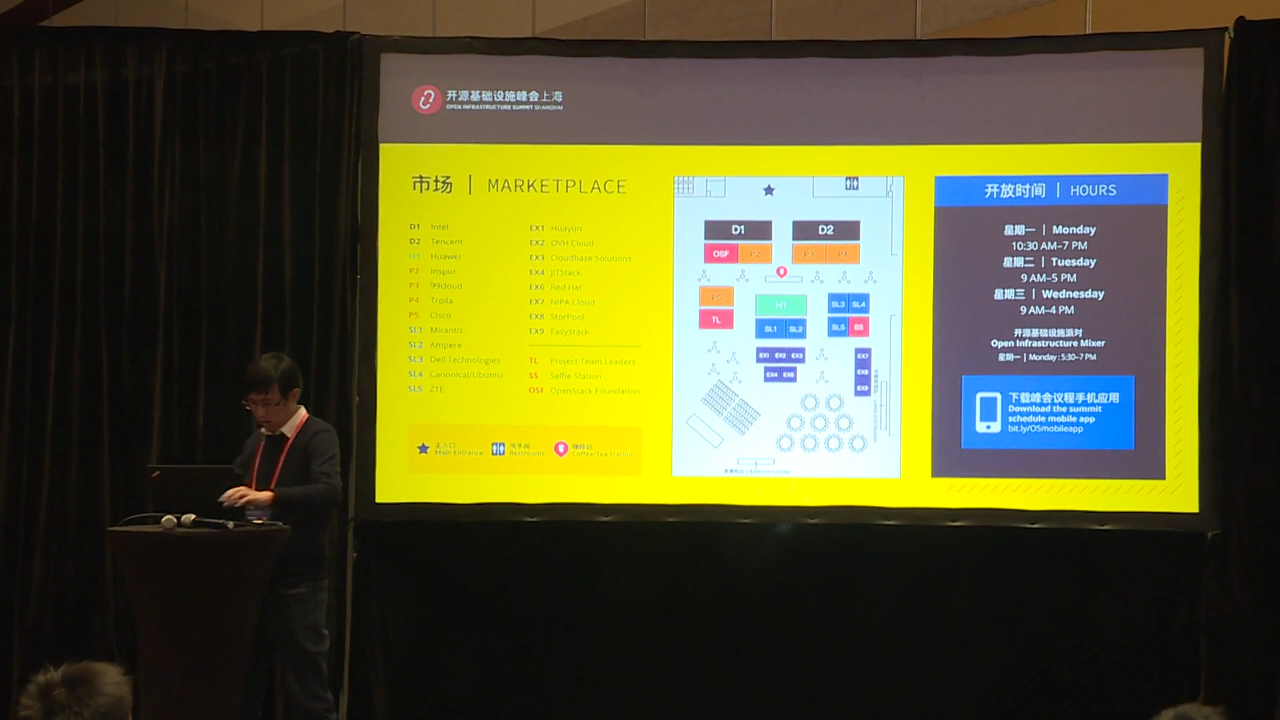 开源基础设施峰会上海
OPEN INFRASTRUCTURE SUMMIT SHANGHAI
市场 | MARKETPLACE
D1 Intel
D2 Tencent
H1 Huawei
P2 Inspur
P3 99cloud
P4 Troila
P5 Cisco
SL1 Mirantis
SL2 Ampere
SL3 Dell Technologies
SL4 Canonical/Ubuntu
SL5 ZTE
EX1 Huayun
EX2 OVH Cloud
EX3 Cloudbase Solutions
EX4 JITStack
EX6 Red Hat
EX7 NIPA Cloud
EX8 StorPool
EX9 EasyStack
TL Project Team Leaders
SS Selfie Station
OSF OpenStack Foundation
主入口
Main Entrance
洗手间
Restrooms
Coffee/Tea Station
D1 D2
OSF P2 P3 P4
P5 H1 SL3 SL4
TL SL1 SL2 SL5 SS
EX1 EX2 EX3 EX7
EX4 EX6 EX8
EX9
开放时间 | HOURS
星期一 | Monday
10:30 AM–7 PM
星期二 | Tuesday
9 AM–5 PM
星期三 | Wednesday
9 AM–4 PM
开源基础设施派对
Open Infrastructure Mixer
星期一 | Monday : 5:30–7 PM
下载峰会议程手机应用
Download the summit
schedule mobile app
bit.ly/OSmobileapp